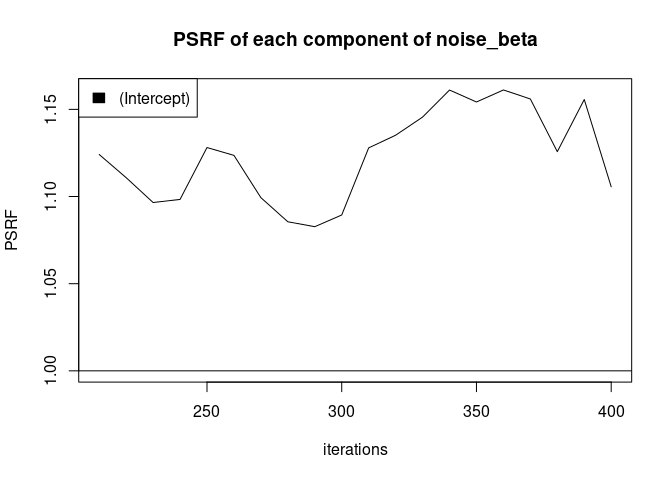 PSRF of each component of noise_beta
(Intercept)
PSRF
1.15
1.10
1.05
1.00
250 300 350 400
iterations